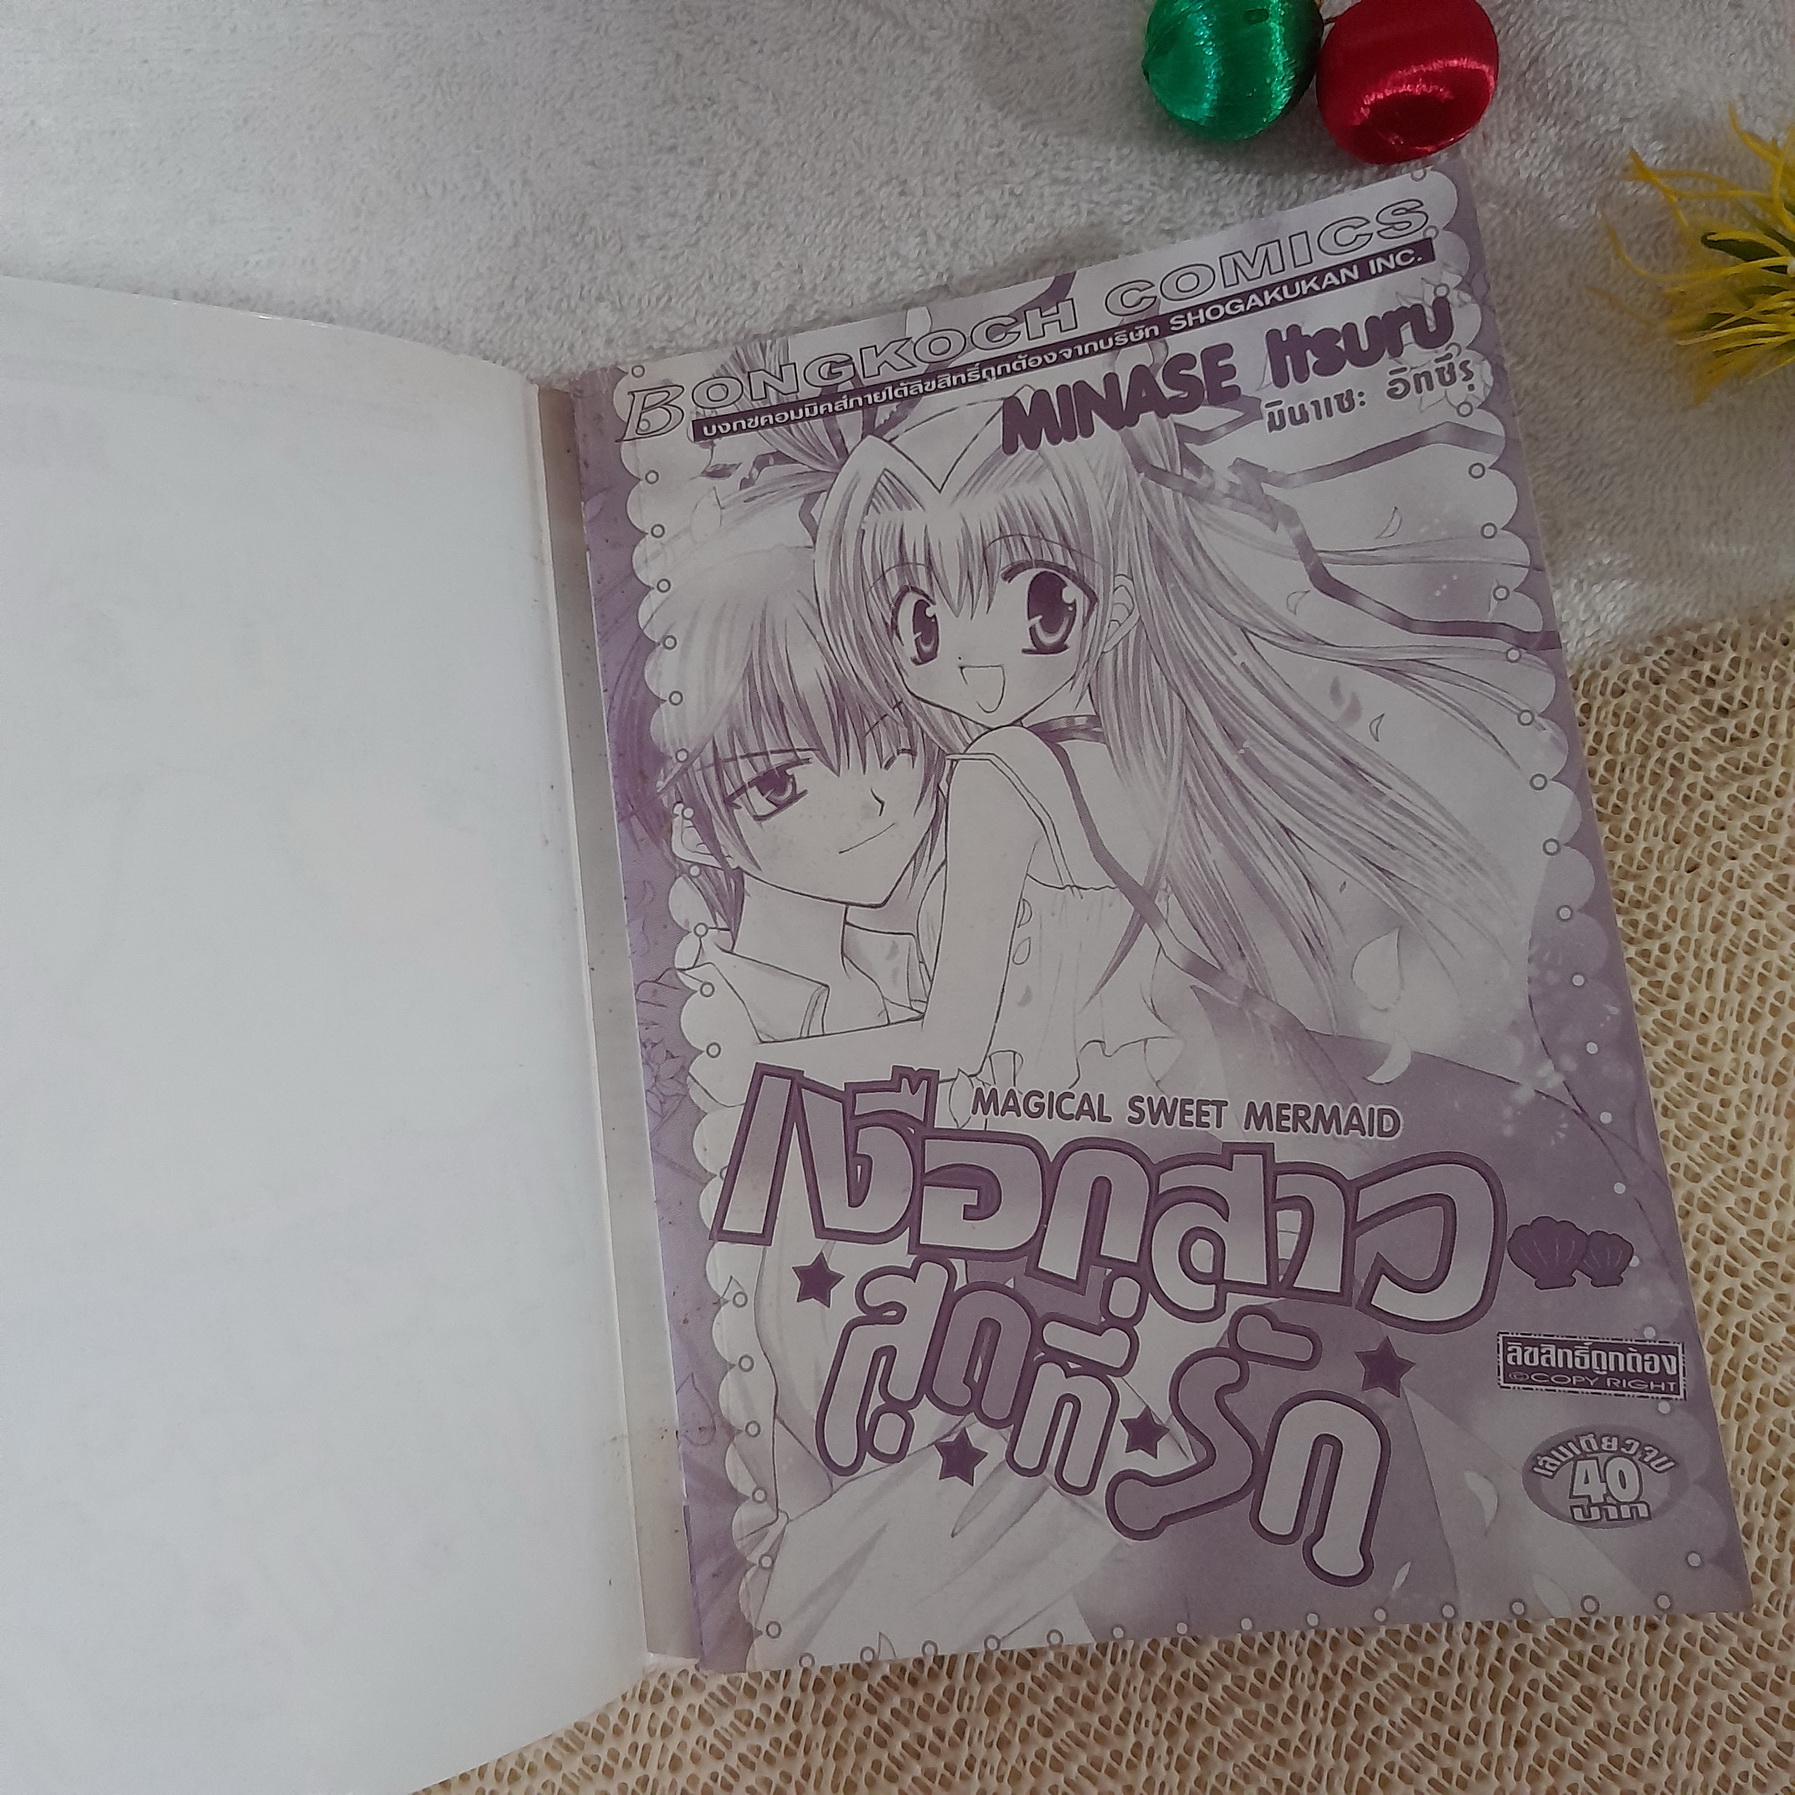 BONGKOCH COMICS
บงกชคอมมิคส์ภายใต้ลิขสิทธิ์ถูกต้องจากบริษัท SHOGAKUKAN INC.
MINASE Itsuru
มินาเซะ อิทซึรุ
MAGICAL SWEET MERMAID
เงือกสาว
สุดที่รัก
ลิขสิทธิ์ถูกต้อง
©COPY RIGHT
เล่มเดียวจบ
40
บาท